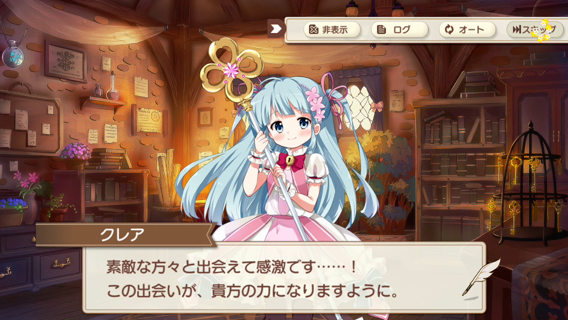 非表示
ログ
オート
スキップ
クレア
素敵な方々と出会えて感激です……！
この出会いが、貴方の力になりますように。